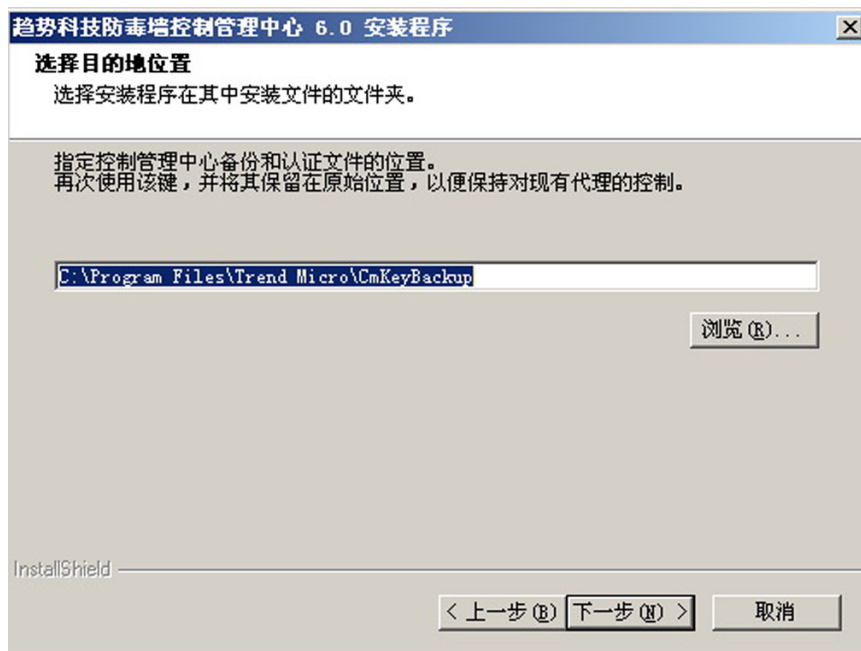 趋势科技防毒墙控制管理中心 6.0 安装程序
选择目的地位置
选择安装程序在其中安装文件的文件夹。
指定控制管理中心备份和认证文件的位置。
再次使用该键，并将其保留在原始位置，以便保持对现有代理的控制。
C:\Program Files\Trend Micro\CmKeyBackup
浏览(R)...
InstallShield
< 上一步(B) 下一步(N) > 取消